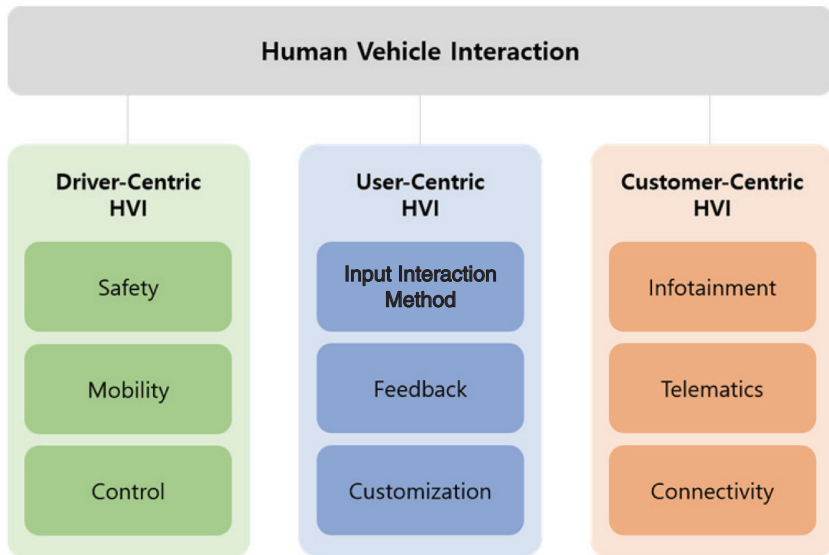 Human Vehicle Interaction
Driver-Centric
HVI
Safety
Mobility
Control
User-Centric
HVI
Input Interaction
Method
Feedback
Customization
Customer-Centric
HVI
Infotainment
Telematics
Connectivity